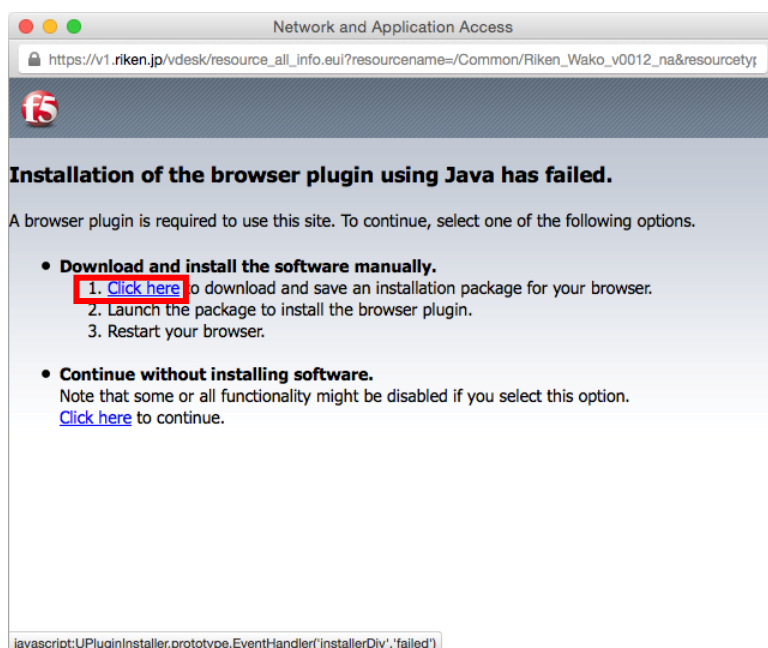 Network and Application Access
https://v1.riken.jp/vdesk/resource_all_info.eui?resourcename=/Common/Riken_Wako_v0012_na&resourcetyp
f5
Installation of the browser plugin using Java has failed.
A browser plugin is required to use this site. To continue, select one of the following options.
• Download and install the software manually.
1. Click here to download and save an installation package for your browser.
2. Launch the package to install the browser plugin.
3. Restart your browser.
• Continue without installing software.
Note that some or all functionality might be disabled if you select this option.
Click here to continue.
javascript:UPluginInstaller.prototype.EventHandler('installerDiv','failed')